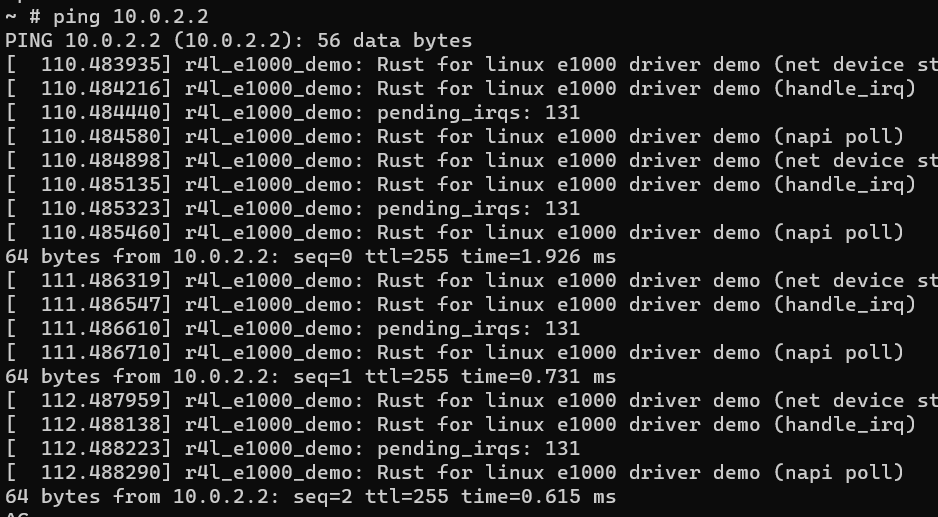 ~ # ping 10.0.2.2
PING 10.0.2.2 (10.0.2.2): 56 data bytes
[  110.483935] r4l_e1000_demo: Rust for linux e1000 driver demo (net device st
[  110.484216] r4l_e1000_demo: Rust for linux e1000 driver demo (handle_irq)
[  110.484440] r4l_e1000_demo: pending_irqs: 131
[  110.484580] r4l_e1000_demo: Rust for linux e1000 driver demo (napi poll)
[  110.484898] r4l_e1000_demo: Rust for linux e1000 driver demo (net device st
[  110.485135] r4l_e1000_demo: Rust for linux e1000 driver demo (handle_irq)
[  110.485323] r4l_e1000_demo: pending_irqs: 131
[  110.485460] r4l_e1000_demo: Rust for linux e1000 driver demo (napi poll)
64 bytes from 10.0.2.2: seq=0 ttl=255 time=1.926 ms
[  111.486319] r4l_e1000_demo: Rust for linux e1000 driver demo (net device st
[  111.486547] r4l_e1000_demo: Rust for linux e1000 driver demo (handle_irq)
[  111.486610] r4l_e1000_demo: pending_irqs: 131
[  111.486710] r4l_e1000_demo: Rust for linux e1000 driver demo (napi poll)
64 bytes from 10.0.2.2: seq=1 ttl=255 time=0.731 ms
[  112.487959] r4l_e1000_demo: Rust for linux e1000 driver demo (net device st
[  112.488138] r4l_e1000_demo: Rust for linux e1000 driver demo (handle_irq)
[  112.488223] r4l_e1000_demo: pending_irqs: 131
[  112.488290] r4l_e1000_demo: Rust for linux e1000 driver demo (napi poll)
64 bytes from 10.0.2.2: seq=2 ttl=255 time=0.615 ms